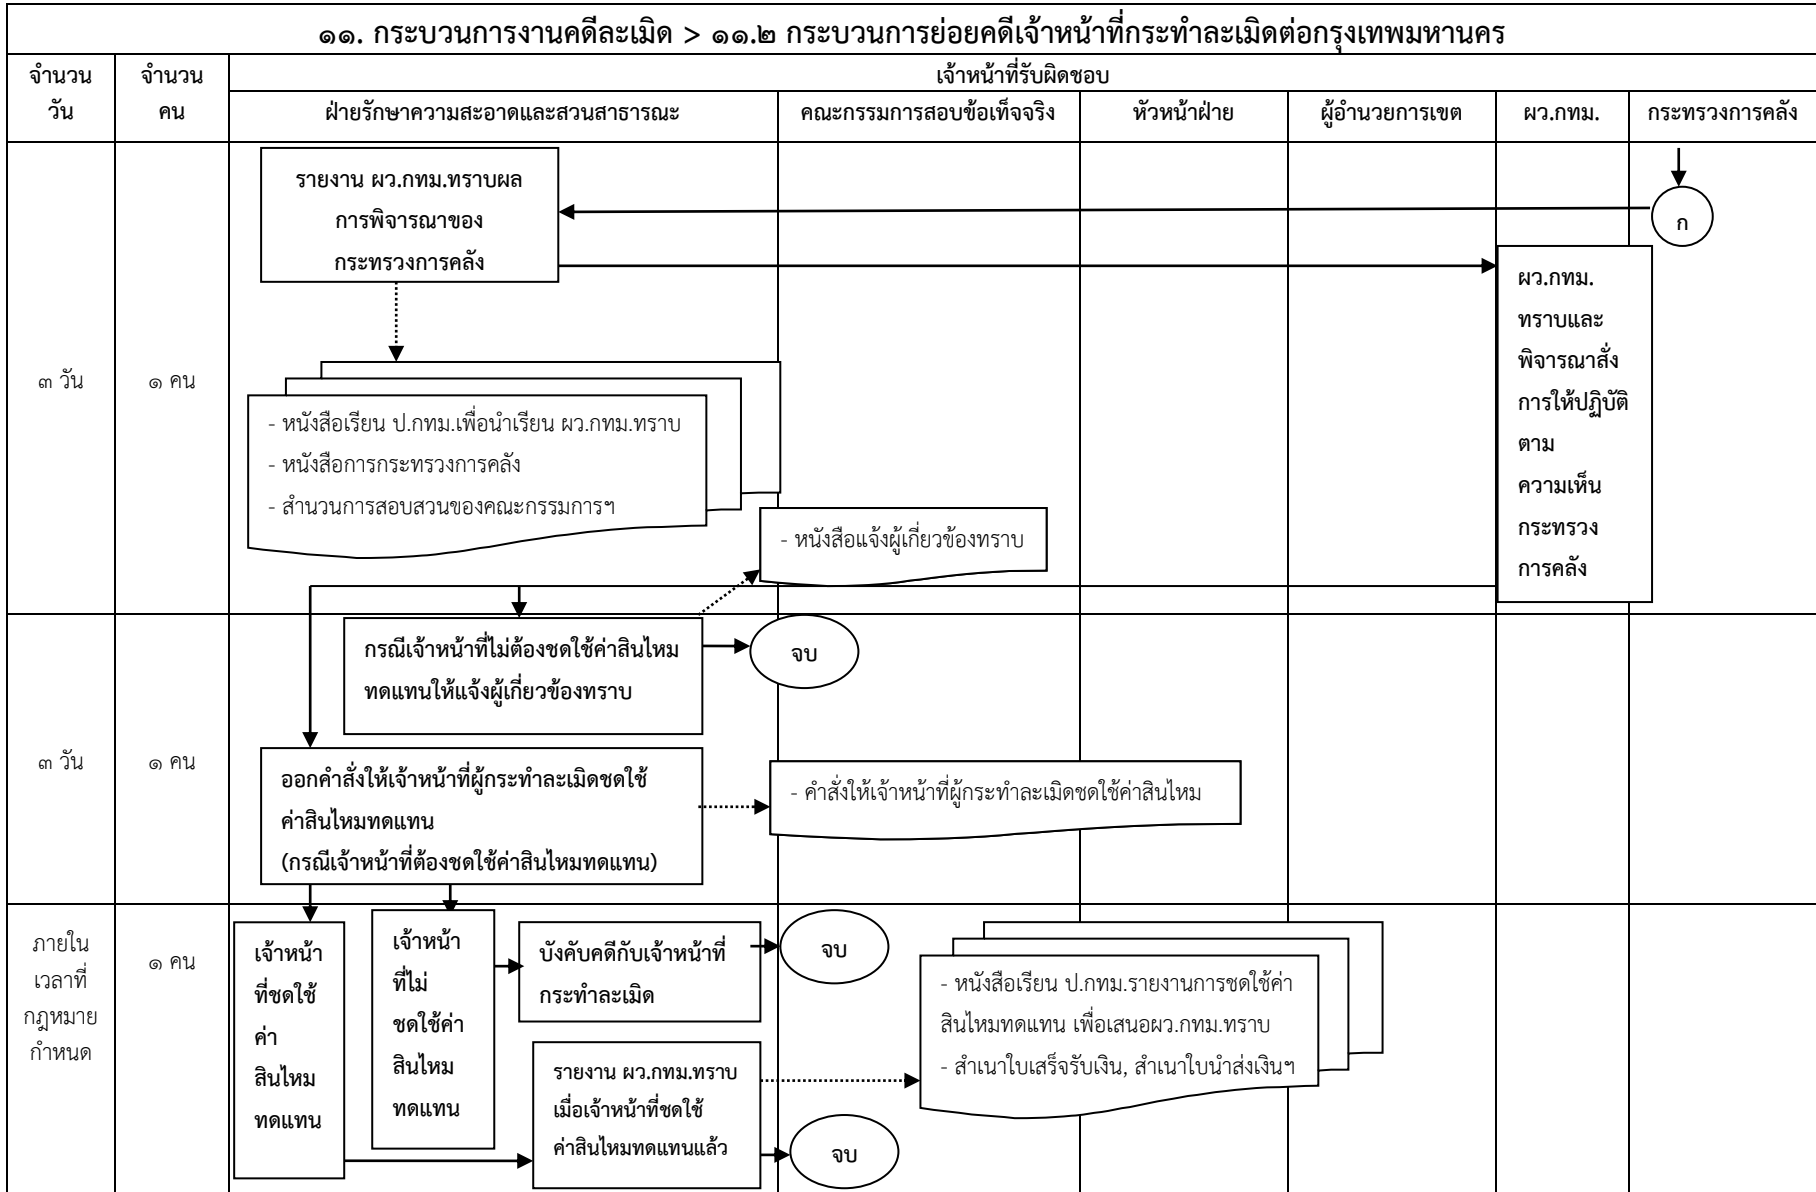 ๑๑. กระบวนการงานคดีละเมิด > ๑๑.๒ กระบวนการย่อยคดีเจ้าหน้าที่กระทำละเมิดต่อกรุงเทพมหานคร
จำนวน
วัน
จำนวน
คน
เจ้าหน้าที่รับผิดชอบ
ฝ่ายรักษาความสะอาดและสวนสาธารณะ
คณะกรรมการสอบข้อเท็จจริง
หัวหน้าฝ่าย
ผู้อำนวยการเขต
ผว.กทม.
กระทรวงการคลัง
๓ วัน
๑ คน
รายงาน ผว.กทม.ทราบผล
การพิจารณาของ
กระทรวงการคลัง
ก
ผว.กทม.
ทราบและ
พิจารณาสั่ง
การให้ปฏิบัติ
ตาม
ความเห็น
กระทรวง
การคลัง
- หนังสือเรียน ป.กทม.เพื่อนำเรียน ผว.กทม.ทราบ
- หนังสือการกระทรวงการคลัง
- สำนวนการสอบสวนของคณะกรรมการฯ
- หนังสือแจ้งผู้เกี่ยวข้องทราบ
๓ วัน
๑ คน
กรณีเจ้าหน้าที่ไม่ต้องชดใช้ค่าสินไหม
ทดแทนให้แจ้งผู้เกี่ยวข้องทราบ
จบ
ออกคำสั่งให้เจ้าหน้าที่ผู้กระทำละเมิดชดใช้
ค่าสินไหมทดแทน
(กรณีเจ้าหน้าที่ต้องชดใช้ค่าสินไหมทดแทน)
- คำสั่งให้เจ้าหน้าที่ผู้กระทำละเมิดชดใช้ค่าสินไหม
ภายใน
เวลาที่
กฎหมาย
กำหนด
๑ คน
เจ้าหน้า
ที่ชดใช้
ค่า
สินไหม
ทดแทน
เจ้าหน้า
ที่ไม่
ชดใช้ค่า
สินไหม
ทดแทน
บังคับคดีกับเจ้าหน้าที่
กระทำละเมิด
จบ
รายงาน ผว.กทม.ทราบ
เมื่อเจ้าหน้าที่ชดใช้
ค่าสินไหมทดแทนแล้ว
จบ
- หนังสือเรียน ป.กทม.รายงานการชดใช้ค่า
สินไหมทดแทน เพื่อเสนอผว.กทม.ทราบ
- สำเนาใบเสร็จรับเงิน, สำเนาใบนำส่งเงินฯ